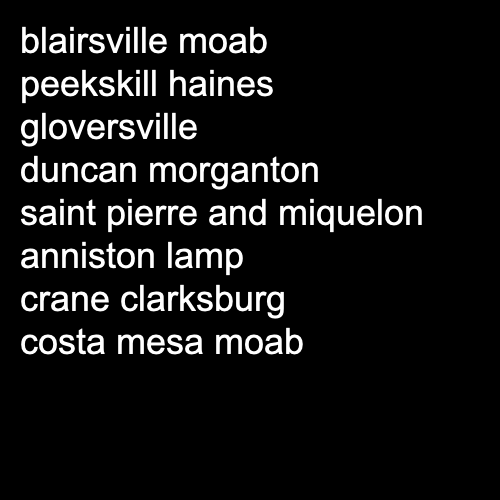 blairsville moab
peekskill haines
gloversville
duncan morganton
saint pierre and miquelon
anniston lamp
crane clarksburg
costa mesa moab